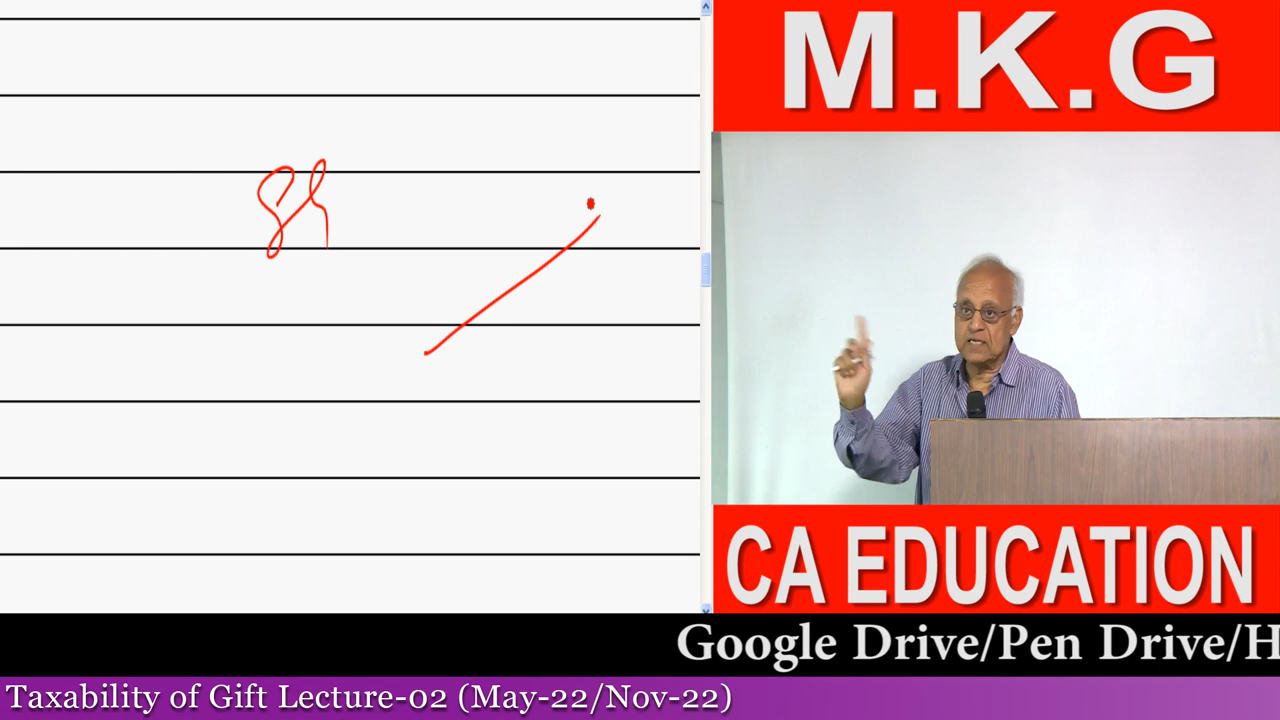 M.K.G
CA EDUCATION
Google Drive/Pen Drive/H
Taxability of Gift Lecture-02 (May-22/Nov-22)